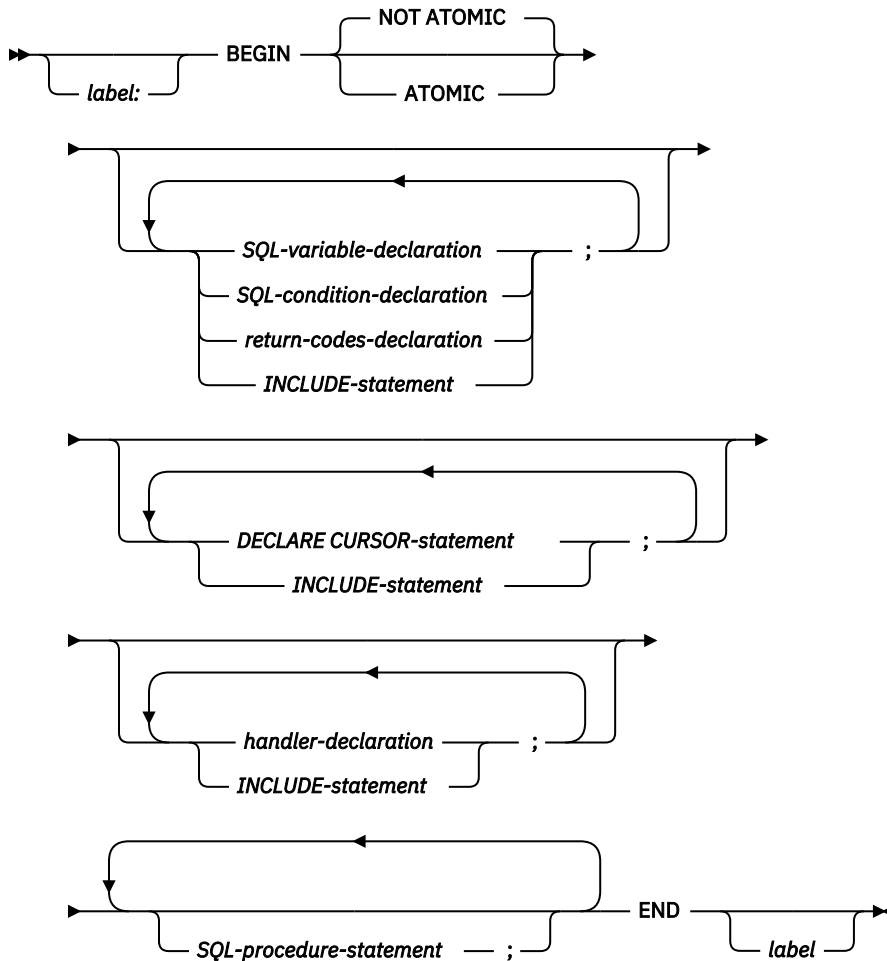 NOT ATOMIC
BEGIN
label:
ATOMIC
SQL-variable-declaration ;
SQL-condition-declaration
return-codes-declaration
INCLUDE-statement
DECLARE CURSOR-statement ;
INCLUDE-statement
handler-declaration ;
INCLUDE-statement
END
SQL-procedure-statement ;
label